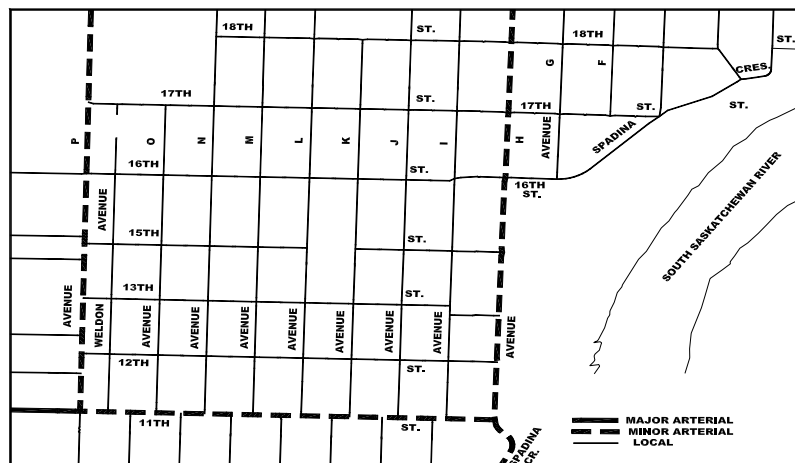 18TH ST. 18TH ST.
G F
CRES.
17TH ST. 17TH ST. ST.
P O N M L K J I H AVENUE SPADINA
16TH ST. 16TH ST.
SOUTH SASKATCHEWAN RIVER
AVENUE
15TH ST.
13TH ST.
AVENUE WELDON AVENUE AVENUE AVENUE AVENUE AVENUE AVENUE AVENUE AVENUE
12TH ST.
11TH ST.
SPADINA CR.
MAJOR ARTERIAL
MINOR ARTERIAL
LOCAL